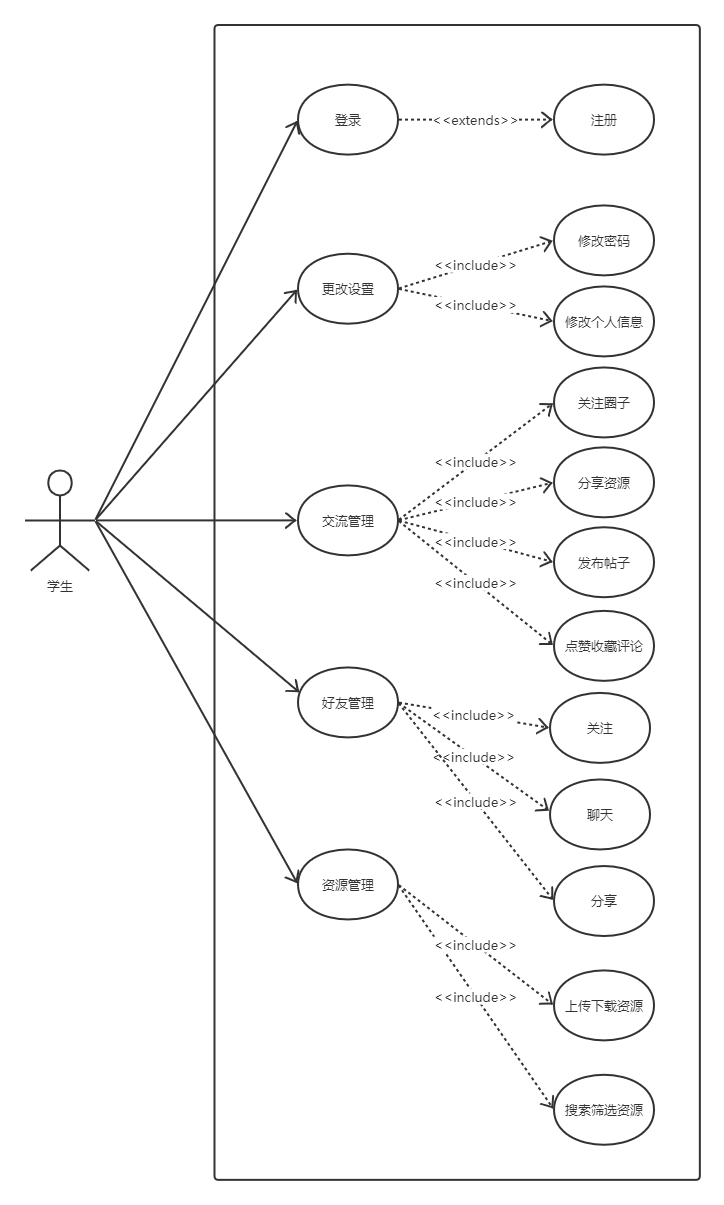 登录
<<extends>>
注册
修改密码
<<include>>
更改设置
<<include>>
修改个人信息
关注圈子
<<include>>
分享资源
<<include>>
交流管理
<<include>>
发布帖子
<<include>>
学生
点赞收藏评论
好友管理
<<include>>
关注
<<include>>
<<include>>
聊天
资源管理
分享
<<include>>
<<include>>
上传下载资源
搜索筛选资源